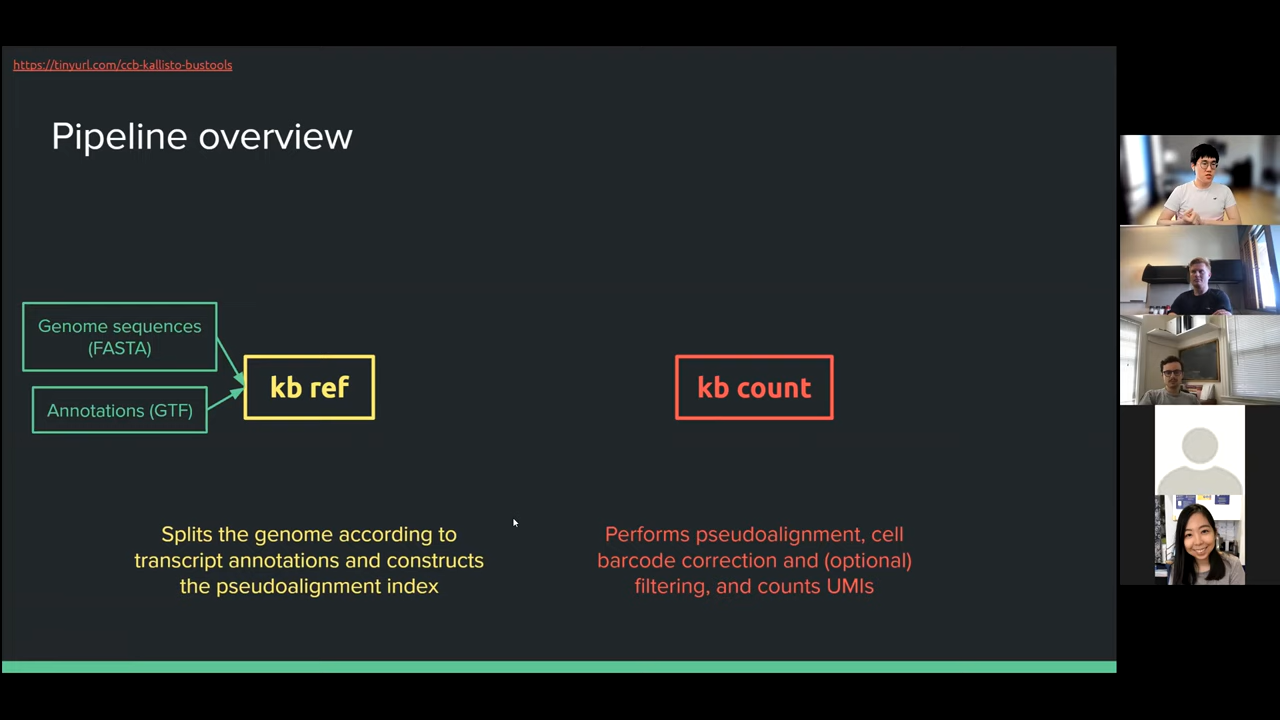 https://tinyurl.com/ccb-kallisto-bustools
Pipeline overview
Genome sequences
(FASTA)
Annotations (GTF)
kb ref
kb count
Splits the genome according to
transcript annotations and constructs
the pseudoalignment index
Performs pseudoalignment, cell
barcode correction and (optional)
filtering, and counts UMIs